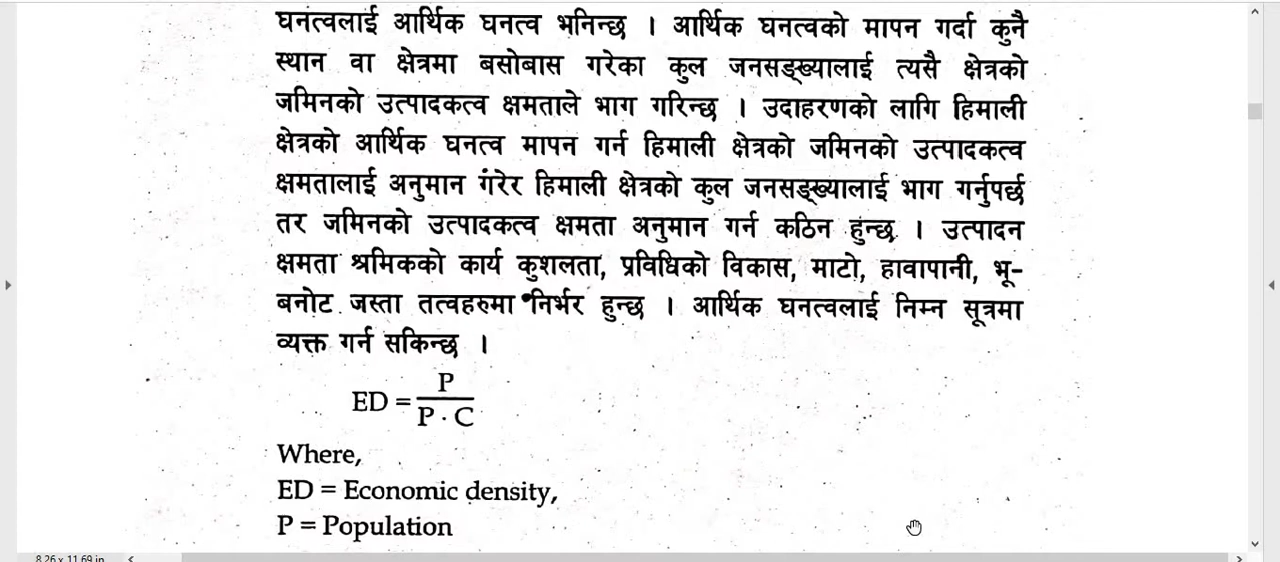 घनत्वलाई आर्थिक घनत्व भनिन्छ । आर्थिक घनत्वको मापन गर्दा कुनै
स्थान वा क्षेत्रमा बसोबास गरेका कुल जनसङ्ख्यालाई त्यसै क्षेत्रको
जमिनको उत्पादकत्व क्षमताले भाग गरिन्छ । उदाहरणको लागि हिमाली
क्षेत्रको आर्थिक घनत्व मापन गर्न हिमाली क्षेत्रको जमिनको उत्पादकत्व
क्षमतालाई अनुमान गरेर हिमाली क्षेत्रको कुल जनसङ्ख्यालाई भाग गर्नुपर्छ
तर जमिनको उत्पादकत्व क्षमता अनुमान गर्न कठिन हुन्छ । उत्पादन
क्षमता श्रमिकको कार्य कुशलता, प्रविधिको विकास, माटो, हावापानी, भू-
बनोट जस्ता तत्वहरुमा निर्भर हुन्छ । आर्थिक घनत्वलाई निम्न सूत्रमा
व्यक्त गर्न सकिन्छ ।
ED = P / P · C
Where,
ED = Economic density,
P = Population
8.26 x 11.69 in